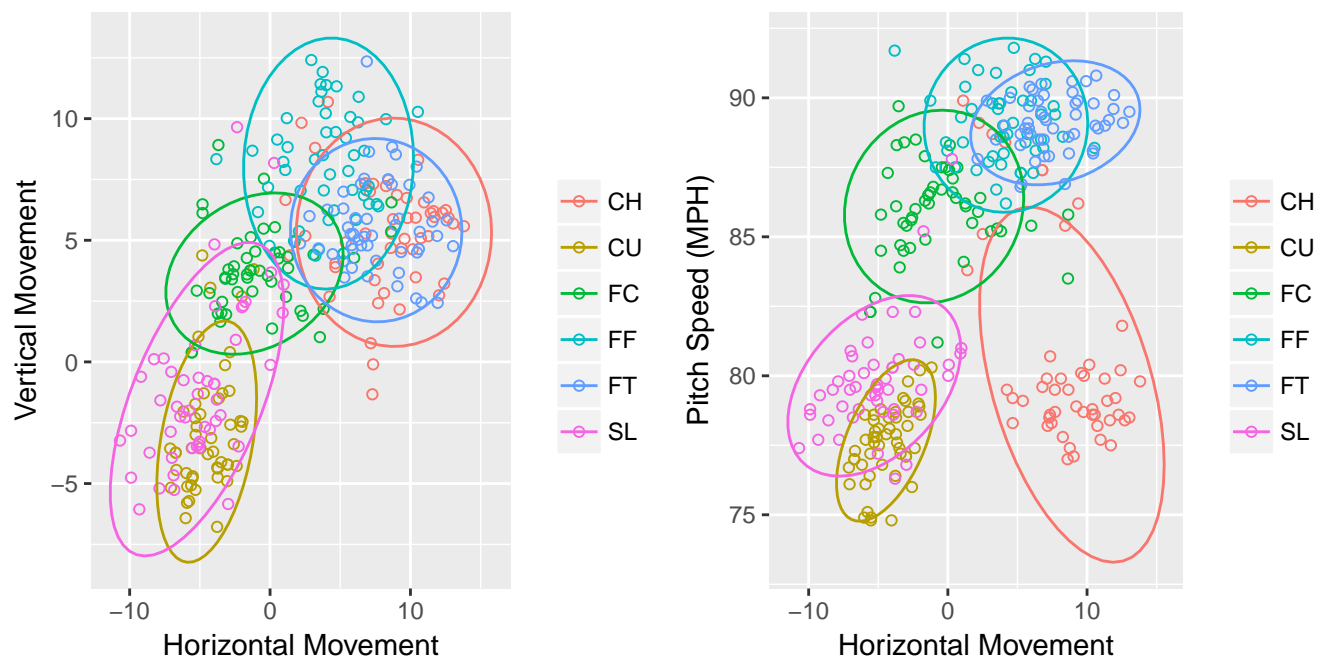 Vertical Movement
10
5
0
−5
−10
0
10
Horizontal Movement
CH
CU
FC
FF
FT
SL
Pitch Speed (MPH)
90
85
80
75
−10
0
10
Horizontal Movement
CH
CU
FC
FF
FT
SL